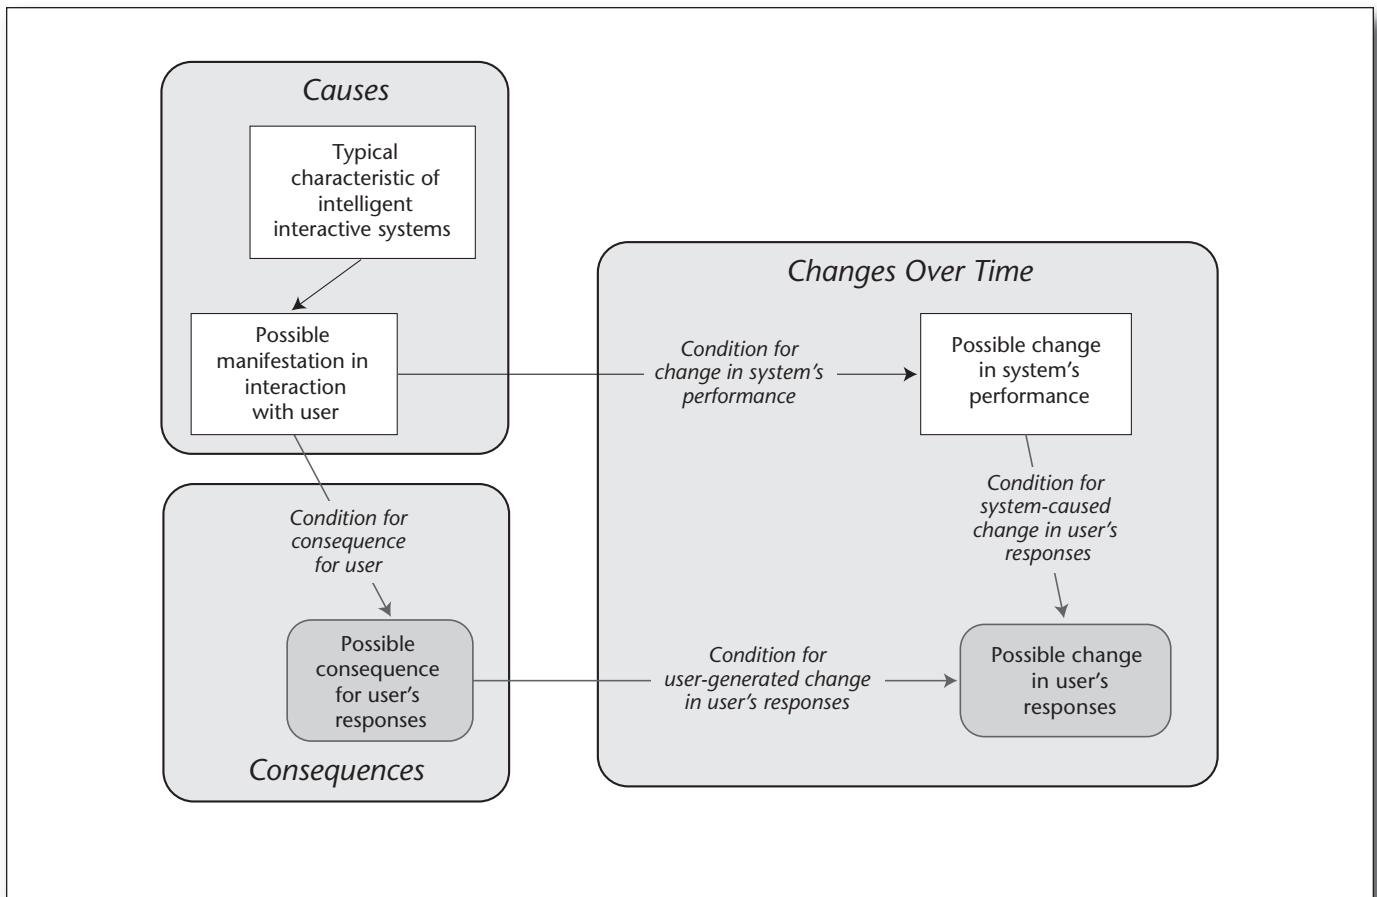 Causes
Typical
characteristic of
intelligent
interactive systems
Possible
manifestation in
interaction
with user
Changes Over Time
Condition for
change in system’s
performance
Possible change
in system’s
performance
Condition for
consequence
for user
Condition for
system-caused
change in user’s
responses
Possible
consequence
for user’s
responses
Consequences
Condition for
user-generated change
in user’s responses
Possible change
in user’s
responses